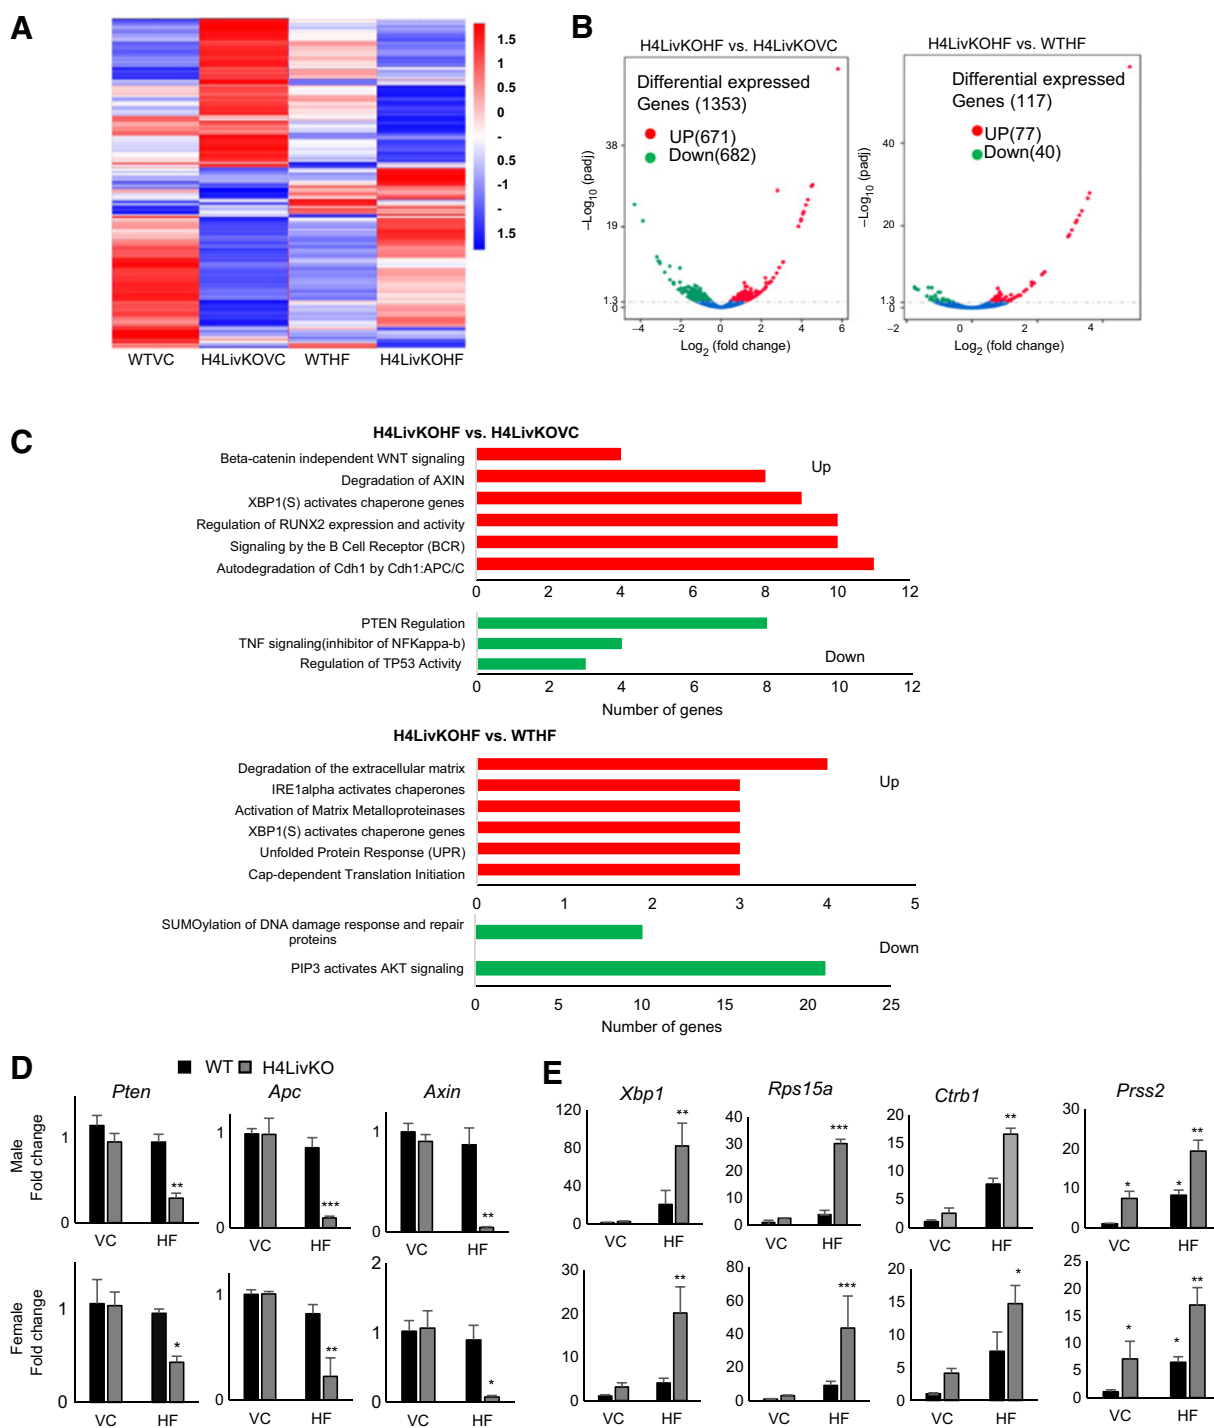 A
1.5
1
0.5
-
0.5
-1
1.5
WTVC H4LivKOVC WTHF H4LivKOHF
B
H4LivKOHF vs. H4LivKOVC
Differential expressed
Genes (1353)
UP(671)
Down(682)
–Log10 (padj)
38
19
1.3
0
–4 –2 0 2 4 6
Log2 (fold change)
H4LivKOHF vs. WTHF
Differential expressed
Genes (117)
UP(77)
Down(40)
–Log10 (padj)
40
20
1.3
0
–2 0 2 4
Log2 (fold change)
C
H4LivKOHF vs. H4LivKOVC
Beta-catenin independent WNT signaling
Up
Degradation of AXIN
XBP1(S) activates chaperone genes
Regulation of RUNX2 expression and activity
Signaling by the B Cell Receptor (BCR)
Autodegradation of Cdh1 by Cdh1:APC/C
0 2 4 6 8 10 12
PTEN Regulation
TNF signaling(inhibitor of NFKappa-b)
Regulation of TP53 Activity
Down
0 2 4 6 8 10 12
Number of genes
H4LivKOHF vs. WTHF
Degradation of the extracellular matrix
Up
IRE1alpha activates chaperones
Activation of Matrix Metalloproteinases
XBP1(S) activates chaperone genes
Unfolded Protein Response (UPR)
Cap-dependent Translation Initiation
0 1 2 3 4 5
SUMOylation of DNA damage response and repair
proteins
Down
PIP3 activates AKT signaling
0 5 10 15 20 25
Number of genes
D
WT H4LivKO
Pten Apc Axin
Male
Fold change
1
0
**
VC HF
1
0
***
VC HF
1
0
**
VC HF
Female
Fold change
1
0
*
VC HF
1
0
**
VC HF
2
1
0
*
VC HF
E
Xbp1 Rps15a Ctrb1 Prss2
120
90
60
30
0
**
VC HF
40
30
20
10
0
***
VC HF
20
15
10
5
0
**
VC HF
30
20
10
0
* * **
VC HF
30
20
10
0
**
VC HF
80
60
40
20
0
***
VC HF
20
15
10
5
0
*
VC HF
25
20
15
10
5
0
* * **
VC HF